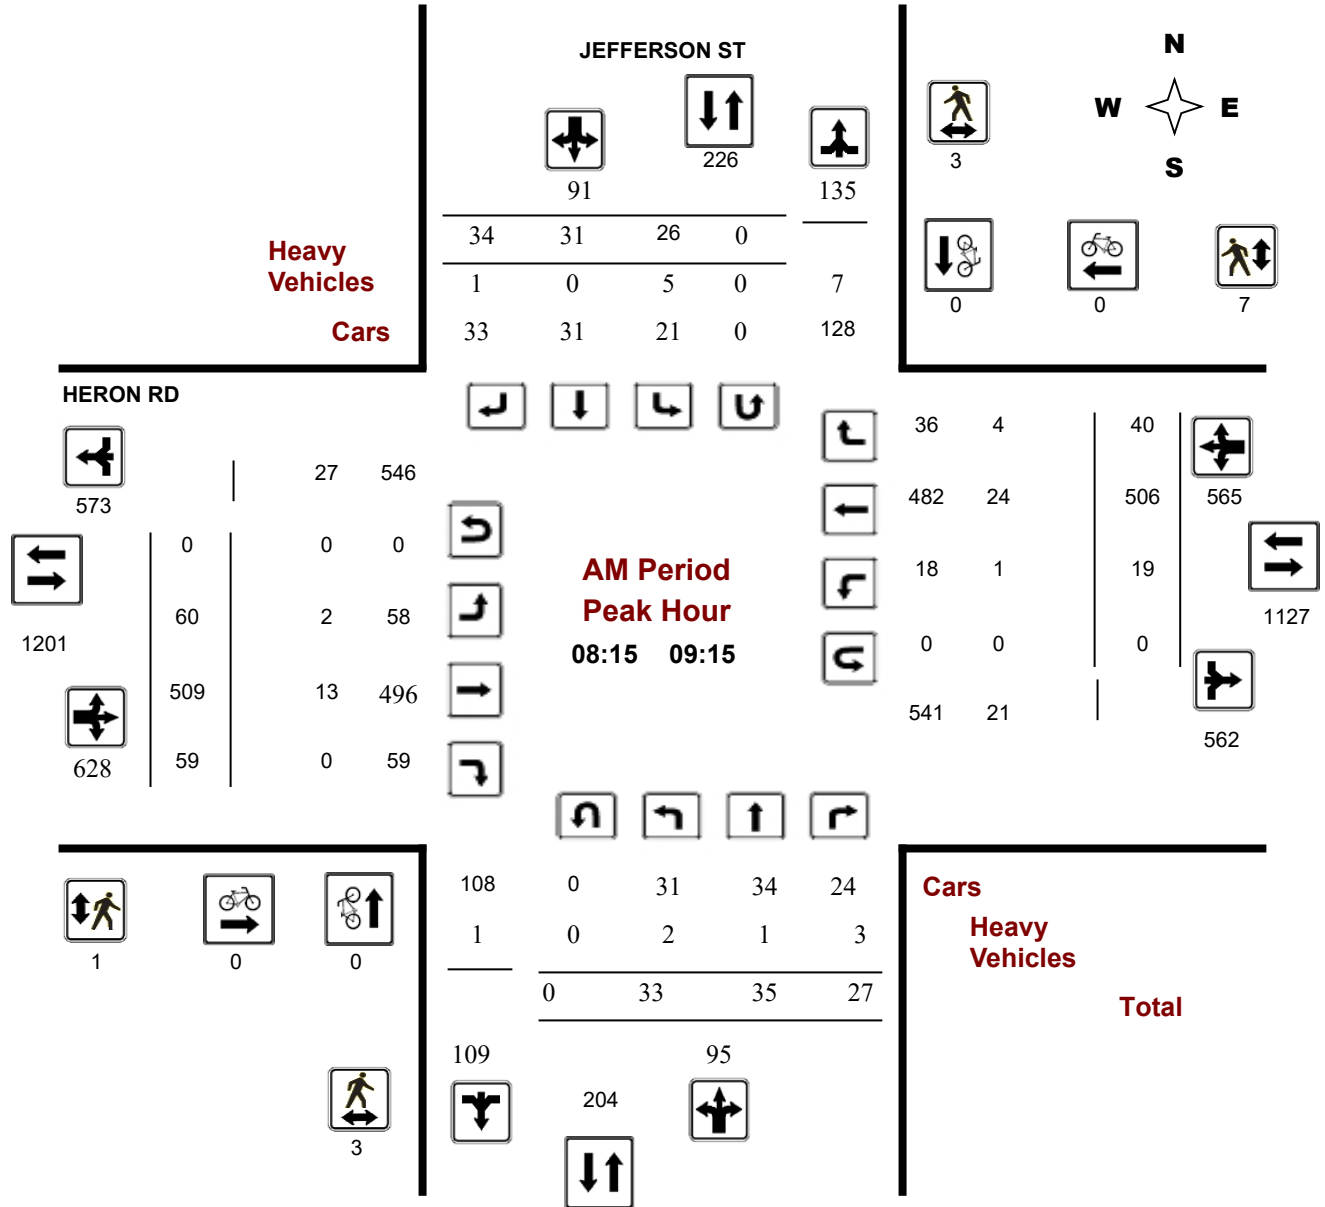 JEFFERSON ST
N
W E
S
226
3
91
135
34 31 26 0
Heavy
Vehicles
1 0 5 0 7
0 0 7
Cars
33 31 21 0 128
HERON RD
36 4 40
27 546
573
482 24 506 565
0 0 0
AM Period
18 1 19
Peak Hour
60 2 58
1127
1201
08:15 09:15
0 0 0
509 13 496
541 21
562
628 59 0 59
108 0 31 34 24
Cars
1 0 2 1 3
Heavy
Vehicles
1 0 0
0 33 35 27
Total
109 95
204
3